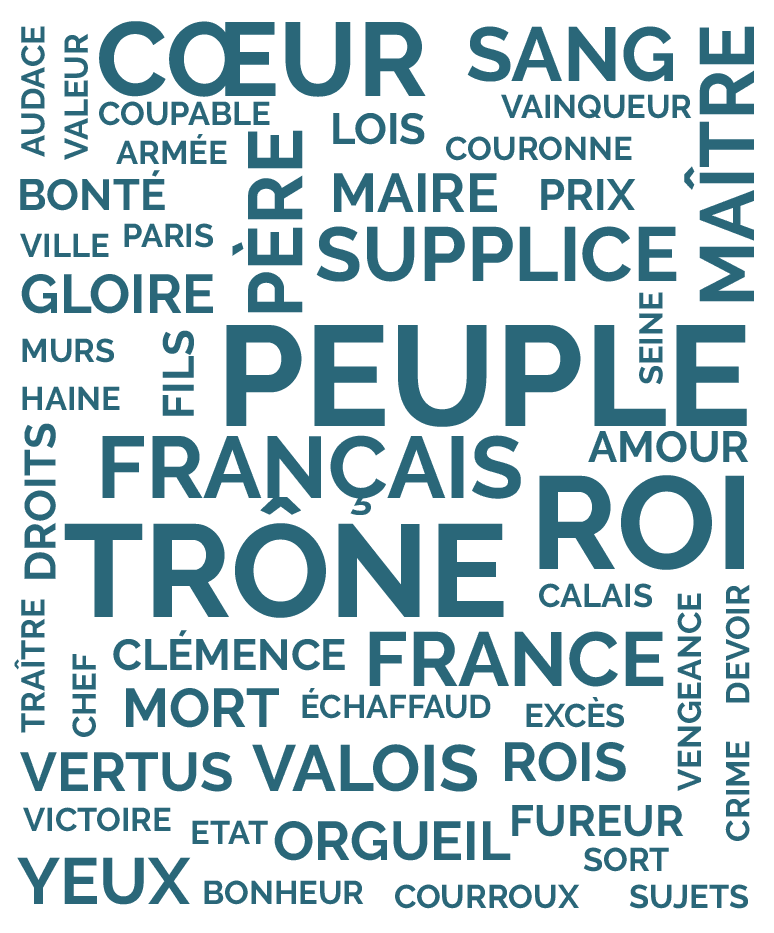 AUDACE
VALEUR
CŒUR
SANG
MAÎTRE
COUPABLE
VAINQUEUR
LOIS
ARMÉE
PÈRE
COURONNE
BONTÉ
MAIRE
PRIX
VILLE
PARIS
SUPPLICE
GLOIRE
SEINE
MURS
FILS
PEUPLE
HAINE
DROITS
FRANÇAIS
AMOUR
ROI
TRÔNE
CALAIS
TRAÎTRE
CHEF
CLÉMENCE
FRANCE
VENGEANCE
DEVOIR
MORT
ÉCHAFFAUD
EXCÈS
VERTUS
VALOIS
ROIS
CRIME
VICTOIRE
ETAT
ORGUEIL
FUREUR
SORT
YEUX
BONHEUR
COURROUX
SUJETS